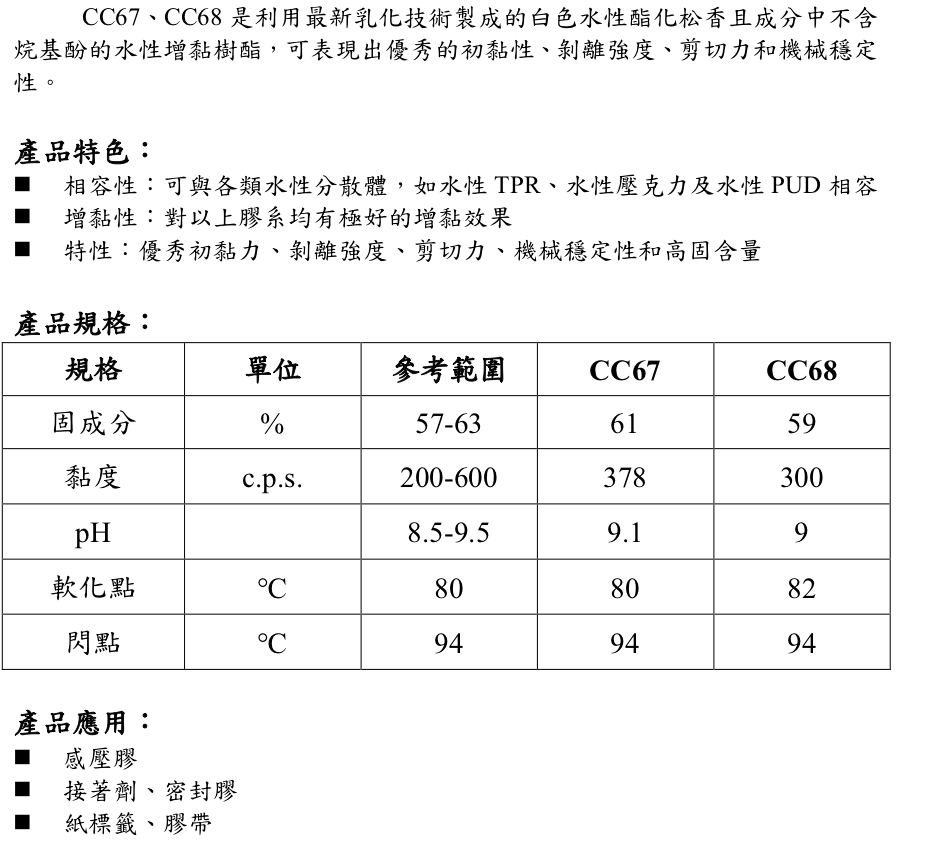 CC67、CC68 是利用最新乳化技術製成的白色水性酯化松香且成分中不含
烷基酚的水性增黏樹酯，可表現出優秀的初黏性、剝離強度、剪切力和機械穩定
性。
產品特色：
■ 相容性：可與各類水性分散體，如水性 TPR、水性壓克力及水性 PUD 相容
■ 增黏性：對以上膠系均有極好的增黏效果
■ 特性：優秀初黏力、剝離強度、剪切力、機械穩定性和高固含量
產品規格：
規格 單位 參考範圍 CC67 CC68
固成分 % 57-63 61 59
黏度 c.p.s. 200-600 378 300
pH 8.5-9.5 9.1 9
軟化點 ℃ 80 80 82
閃點 ℃ 94 94 94
產品應用：
■ 感壓膠
■ 接著劑、密封膠
■ 紙標籤、膠帶